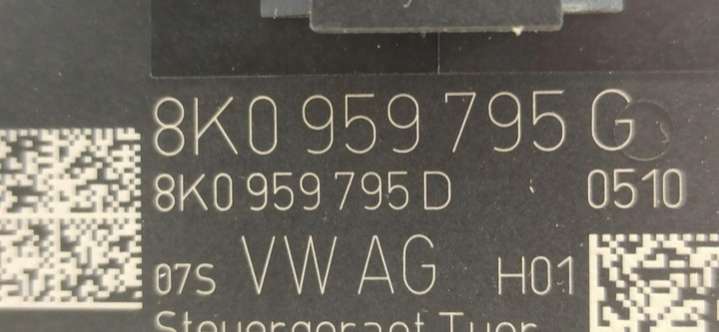 8K0 959 795 G
8K0 959 795 D 0510
07S VW AG H01
Steuergeraet Tuer